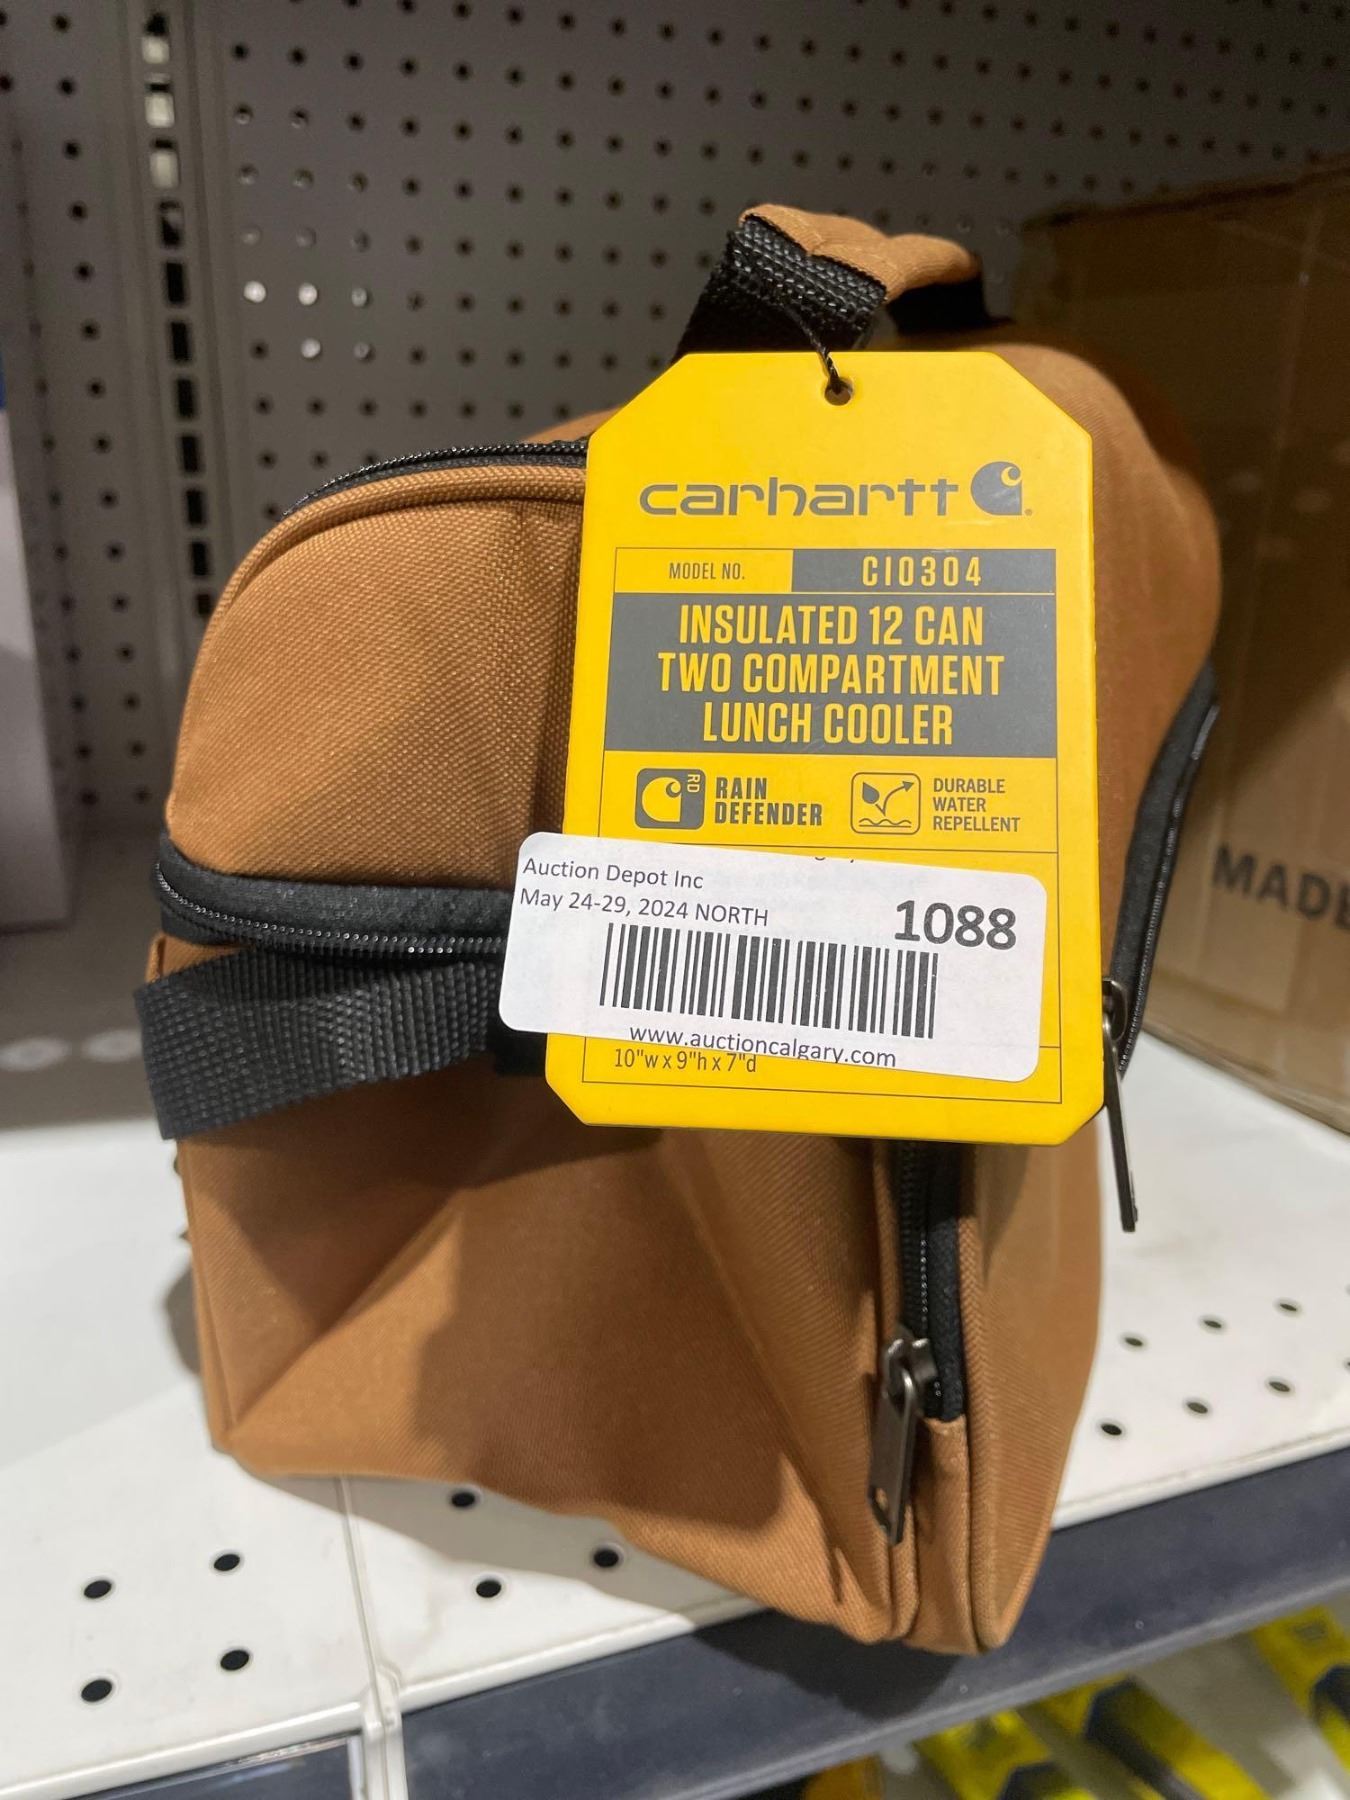 carhartt
MODEL NO. CI0304
INSULATED 12 CAN
TWO COMPARTMENT
LUNCH COOLER
RD
RAIN
DEFENDER
DURABLE
WATER
REPELLENT
Auction Depot Inc
May 24-29, 2024 NORTH
1088
www.auctioncalgary.com
10"w x 9"h x 7"d
MADE